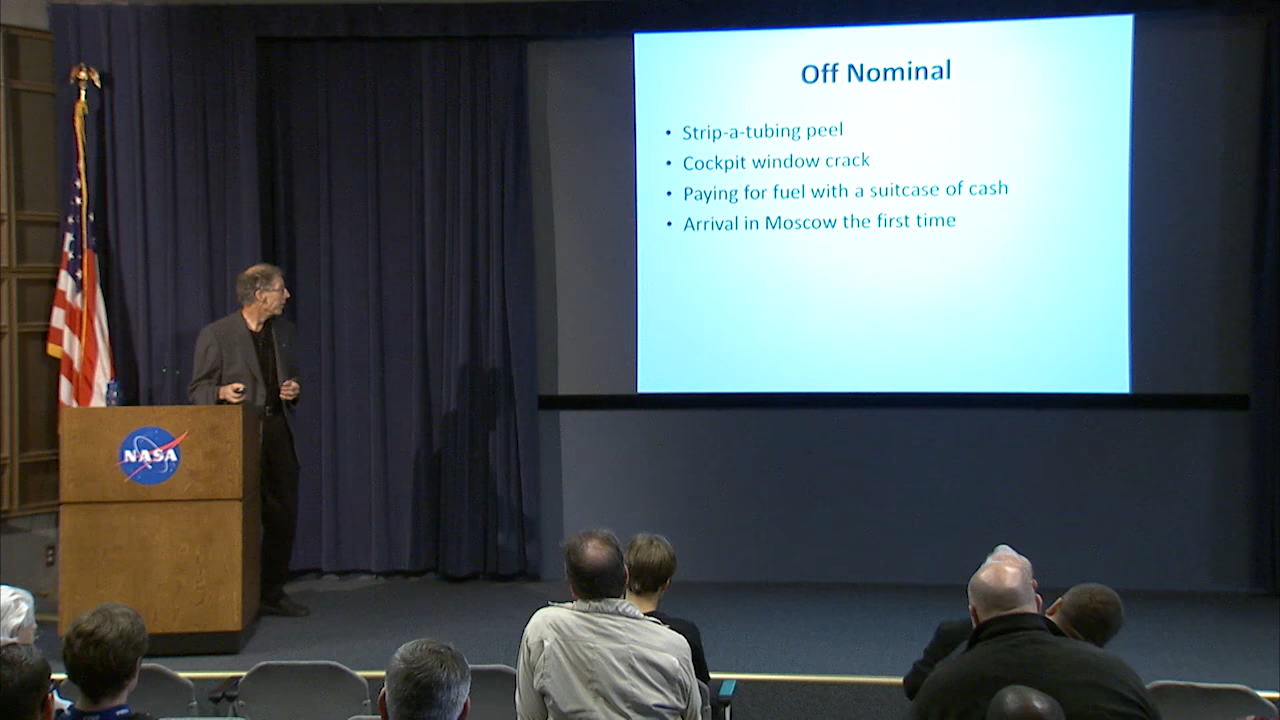 Off Nominal
• Strip-a-tubing peel
• Cockpit window crack
• Paying for fuel with a suitcase of cash
• Arrival in Moscow the first time
NASA